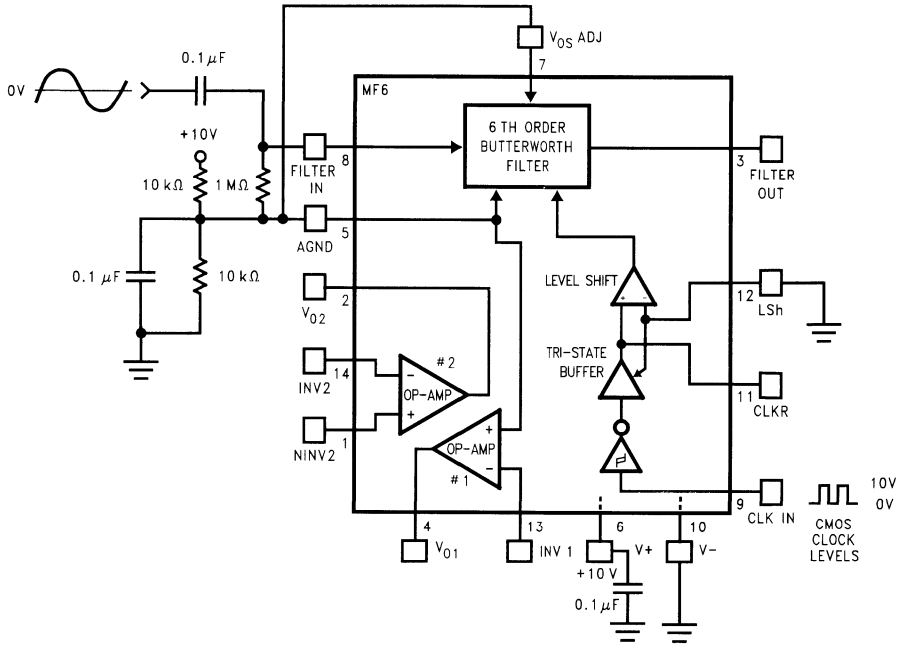 V_OS ADJ
7
0.1 μF
0V
MF6
+10V
6 TH ORDER
BUTTERWORTH
FILTER
8
3
FILTER
IN
FILTER
OUT
10 kΩ
1 MΩ
5
AGND
0.1 μF
10 kΩ
LEVEL SHIFT
+ -
12
LSh
2
V_O2
#2
TRI-STATE
BUFFER
INV2
14
-
OP-AMP
+
11
CLKR
NINV2
1
+
OP-AMP
-
#1
9
CLK IN
10V
0V
CMOS
CLOCK
LEVELS
4
V_O1
13
INV 1
6
V+
10
V-
+10V
0.1 μF